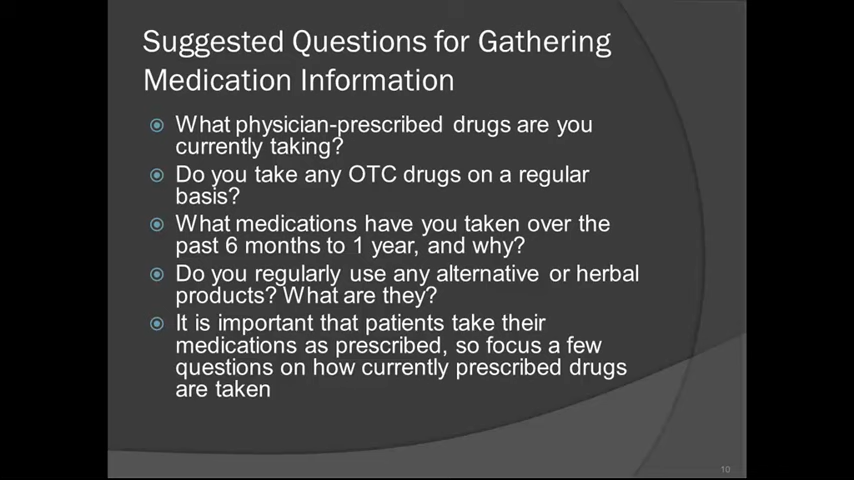 Suggested Questions for Gathering
Medication Information
What physician-prescribed drugs are you
currently taking?
Do you take any OTC drugs on a regular
basis?
What medications have you taken over the
past 6 months to 1 year, and why?
Do you regularly use any alternative or herbal
products? What are they?
It is important that patients take their
medications as prescribed, so focus a few
questions on how currently prescribed drugs
are taken
10